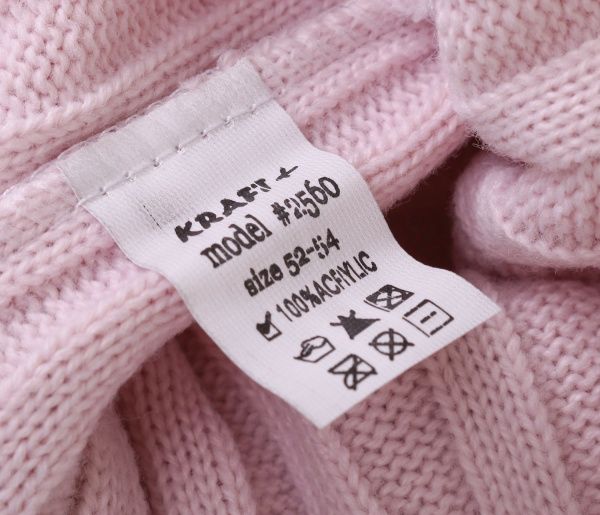 KRAFT +
model #2560
size 52-54
100% ACRYLIC